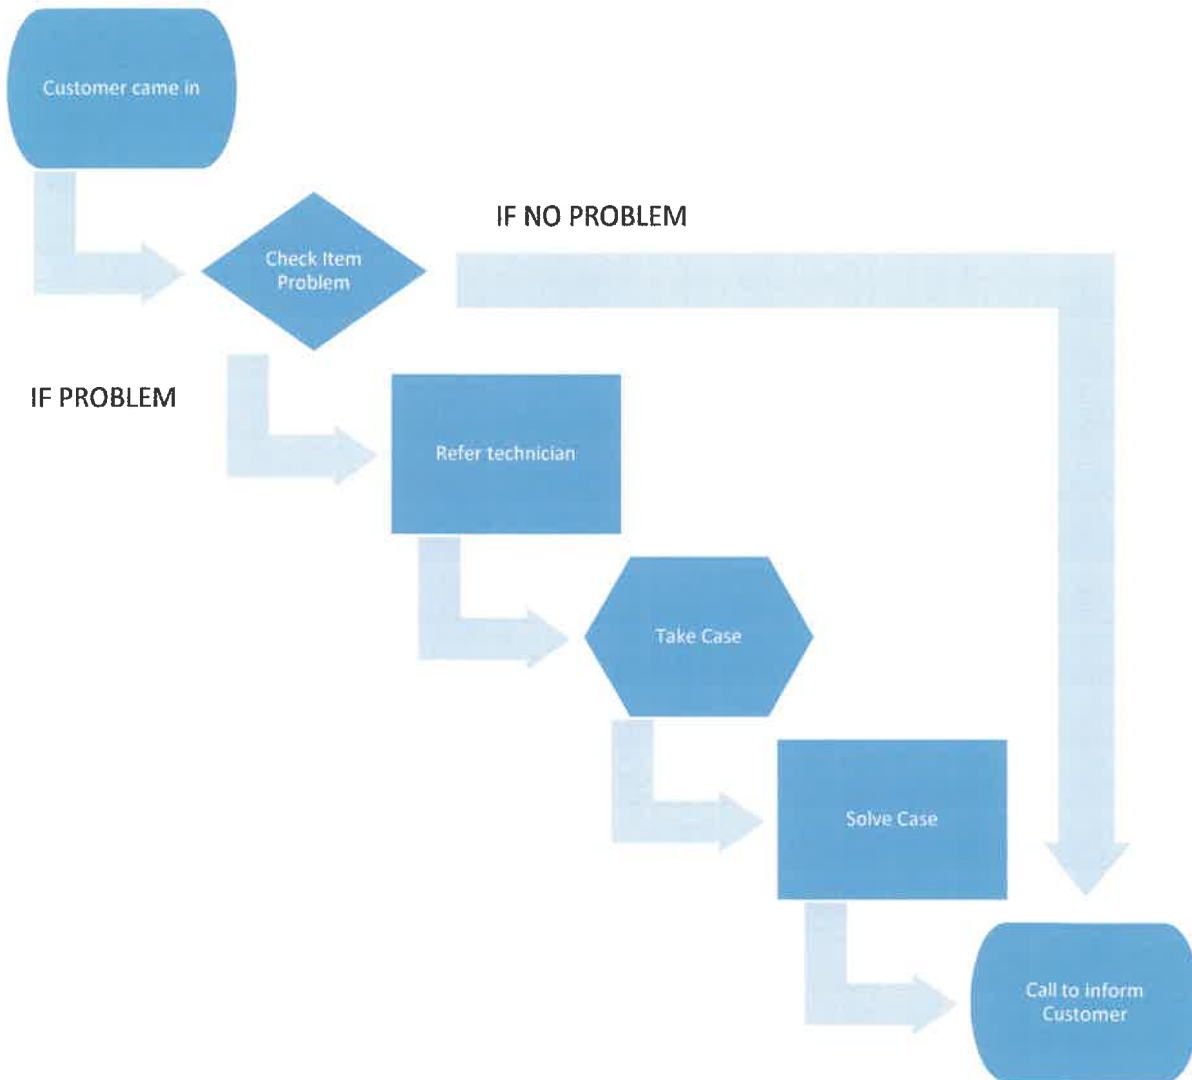 Customer came in
IF NO PROBLEM
Check Item
Problem
IF PROBLEM
Refer technician
Take Case
Solve Case
Call to inform
Customer